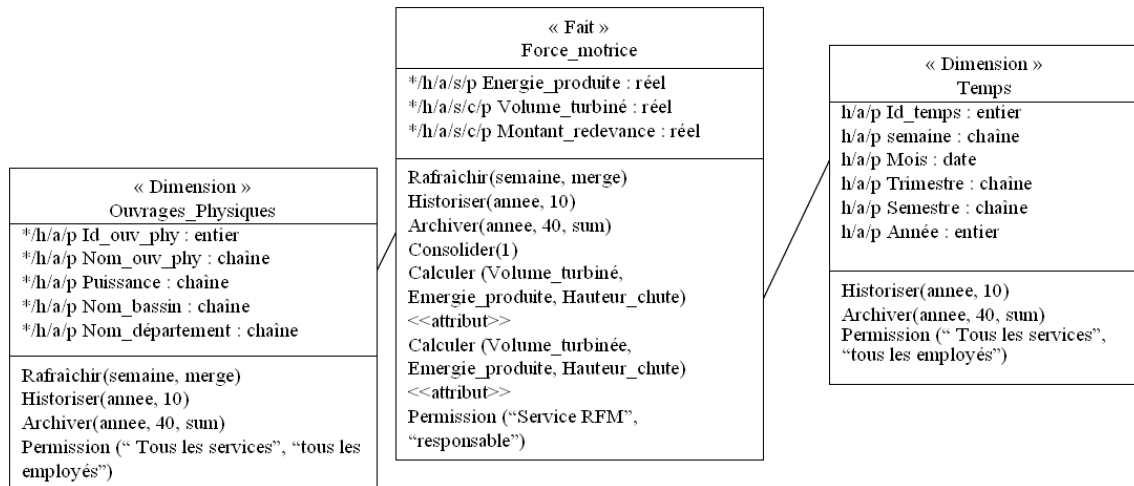 « Dimension »
Ouvrages_Physiques
*/h/a/p Id_ouv_phy : entier
*/h/a/p Nom_ouv_phy : chaîne
*/h/a/p Puissance : chaîne
*/h/a/p Nom_bassin : chaîne
*/h/a/p Nom_département : chaîne
Rafraîchir(semaine, merge)
Historiser(annee, 10)
Archiver(annee, 40, sum)
Permission (“ Tous les services”, “tous les
employés”)
« Fait »
Force_motrice
*/h/a/s/p Energie_produite : réel
*/h/a/s/c/p Volume_turbiné : réel
*/h/a/s/c/p Montant_redevance : réel
Rafraîchir(semaine, merge)
Historiser(annee, 10)
Archiver(annee, 40, sum)
Consolider(1)
Calculer (Volume_turbiné,
Emergie_produite, Hauteur_chute)
<<attribut>>
Calculer (Volume_turbinée,
Emergie_produite, Hauteur_chute)
<<attribut>>
Permission (“Service RFM”,
“responsable”)
« Dimension »
Temps
h/a/p Id_temps : entier
h/a/p semaine : chaîne
h/a/p Mois : date
h/a/p Trimestre : chaîne
h/a/p Semestre : chaîne
h/a/p Année : entier
Historiser(annee, 10)
Archiver(annee, 40, sum)
Permission (“ Tous les services”,
“tous les employés”)